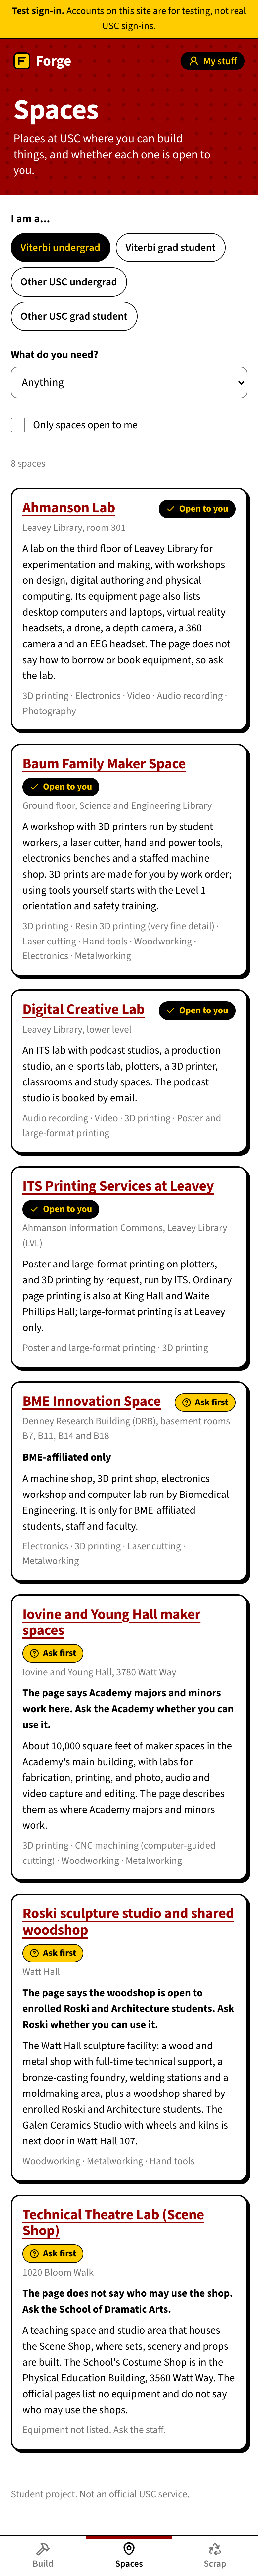 Test sign-in. Accounts on this site are for testing, not real
USC sign-ins.
Forge
My stuff
Spaces
Places at USC where you can build
things, and whether each one is open to
you.
I am a...
Viterbi undergrad
Viterbi grad student
Other USC undergrad
Other USC grad student
What do you need?
Anything
Only spaces open to me
8 spaces
Ahmanson Lab
Open to you
Leavey Library, room 301
A lab on the third floor of Leavey Library for
experimentation and making, with workshops
on design, digital authoring and physical
computing. Its equipment page also lists
desktop computers and laptops, virtual reality
headsets, a drone, a depth camera, a 360
camera and an EEG headset. The page does not
say how to borrow or book equipment, so ask
the lab.
3D printing · Electronics · Video · Audio recording ·
Photography
Baum Family Maker Space
Open to you
Ground floor, Science and Engineering Library
A workshop with 3D printers run by student
workers, a laser cutter, hand and power tools,
electronics benches and a staffed machine
shop. 3D prints are made for you by work order;
using tools yourself starts with the Level 1
orientation and safety training.
3D printing · Resin 3D printing (very fine detail) ·
Laser cutting · Hand tools · Woodworking ·
Electronics · Metalworking
Digital Creative Lab
Open to you
Leavey Library, lower level
An ITS lab with podcast studios, a production
studio, an e-sports lab, plotters, a 3D printer,
classrooms and study spaces. The podcast
studio is booked by email.
Audio recording · Video · 3D printing · Poster and
large-format printing
ITS Printing Services at Leavey
Open to you
Ahmanson Information Commons, Leavey Library
(LVL)
Poster and large-format printing on plotters,
and 3D printing by request, run by ITS. Ordinary
page printing is also at King Hall and Waite
Phillips Hall; large-format printing is at Leavey
only.
Poster and large-format printing · 3D printing
BME Innovation Space
Ask first
Denney Research Building (DRB), basement rooms
B7, B11, B14 and B18
BME-affiliated only
A machine shop, 3D print shop, electronics
workshop and computer lab run by Biomedical
Engineering. It is only for BME-affiliated
students, staff and faculty.
Electronics · 3D printing · Laser cutting ·
Metalworking
Iovine and Young Hall maker
spaces
Ask first
Iovine and Young Hall, 3780 Watt Way
The page says Academy majors and minors
work here. Ask the Academy whether you can
use it.
About 10,000 square feet of maker spaces in the
Academy's main building, with labs for
fabrication, printing, and photo, audio and
video capture and editing. The page describes
them as where Academy majors and minors
work.
3D printing · CNC machining (computer-guided
cutting) · Woodworking · Metalworking
Roski sculpture studio and shared
woodshop
Ask first
Watt Hall
The page says the woodshop is open to
enrolled Roski and Architecture students. Ask
Roski whether you can use it.
The Watt Hall sculpture facility: a wood and
metal shop with full-time technical support, a
bronze-casting foundry, welding stations and a
moldmaking area, plus a woodshop shared by
enrolled Roski and Architecture students. The
Galen Ceramics Studio with wheels and kilns is
next door in Watt Hall 107.
Woodworking · Metalworking · Hand tools
Technical Theatre Lab (Scene
Shop)
Ask first
1020 Bloom Walk
The page does not say who may use the shop.
Ask the School of Dramatic Arts.
A teaching space and studio area that houses
the Scene Shop, where sets, scenery and props
are built. The School's Costume Shop is in the
Physical Education Building, 3560 Watt Way. The
official pages list no equipment and do not say
who may use the shops.
Equipment not listed. Ask the staff.
Student project. Not an official USC service.
Build
Spaces
Scrap